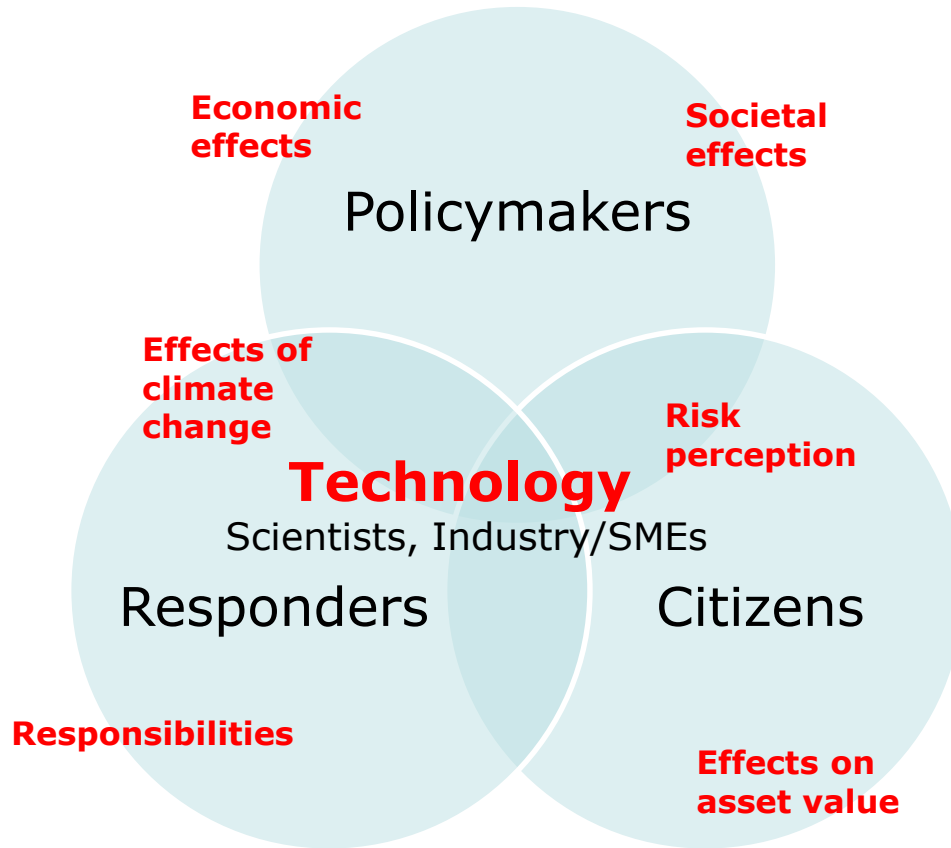 Economic
effects
Societal
effects
Policymakers
Effects of
climate
change
Risk
perception
Technology
Scientists, Industry/SMEs
Responders
Citizens
Responsibilities
Effects on
asset value